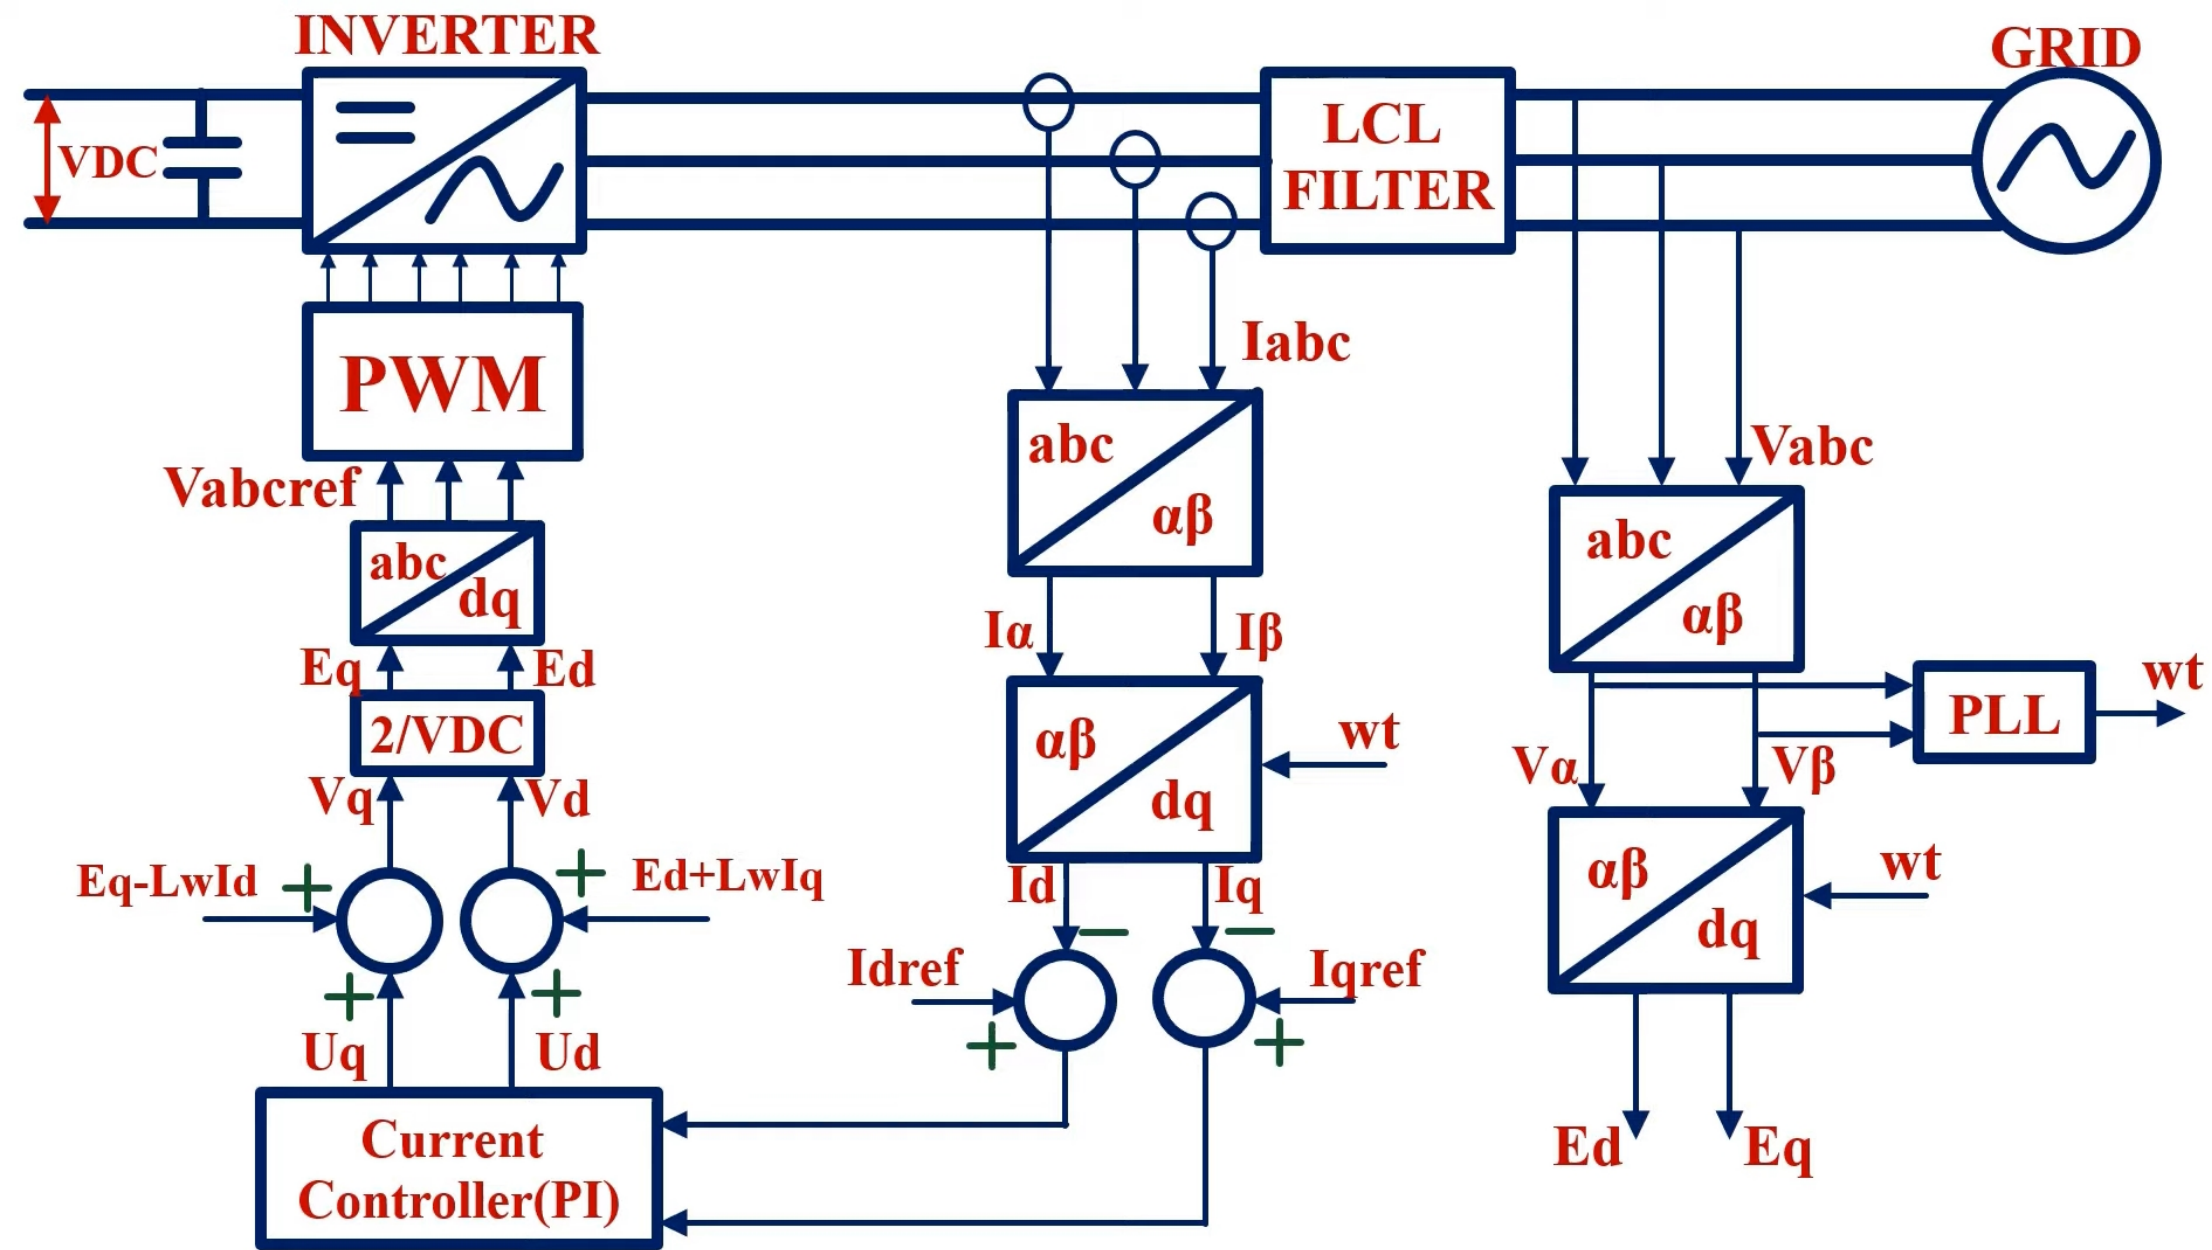 INVERTER
GRID
VDC
LCL
FILTER
PWM
Iabc
Vabc
Vabcref
abc
αβ
abc
αβ
abc
dq
Iα
Iβ
Eq
Ed
2/VDC
αβ
dq
wt
PLL
wt
Vα
Vβ
Vq
Vd
Eq-LwId
+
+
Ed+LwIq
Id
Iq
αβ
dq
wt
Idref
−
−
Iqref
+
+
+
+
Uq
Ud
Current
Controller(PI)
Ed
Eq